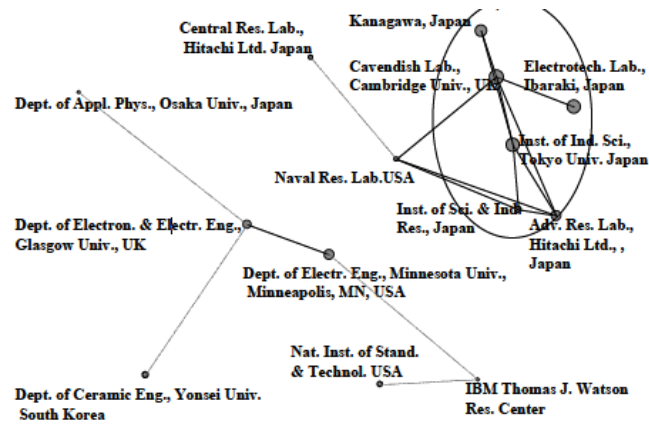 Central Res. Lab.,
Hitachi Ltd. Japan
Kanagawa, Japan
Cavendish Lab.,
Cambridge Univ., UK
Electrotech. Lab.,
Ibaraki, Japan
Dept. of Appl. Phys., Osaka Univ., Japan
Inst. of Ind. Sci.,
Tokyo Univ. Japan
Naval Res. Lab.USA
Inst. of Sci. & Ind.
Res., Japan
Adv. Res. Lab.,
Hitachi Ltd., ,
Japan
Dept. of Electron. & Electr. Eng.,
Glasgow Univ., UK
Dept. of Electr. Eng., Minnesota Univ.,
Minneapolis, MN, USA
Nat. Inst. of Stand.
& Technol. USA
IBM Thomas J. Watson
Res. Center
Dept. of Ceramic Eng., Yonsei Univ.
South Korea